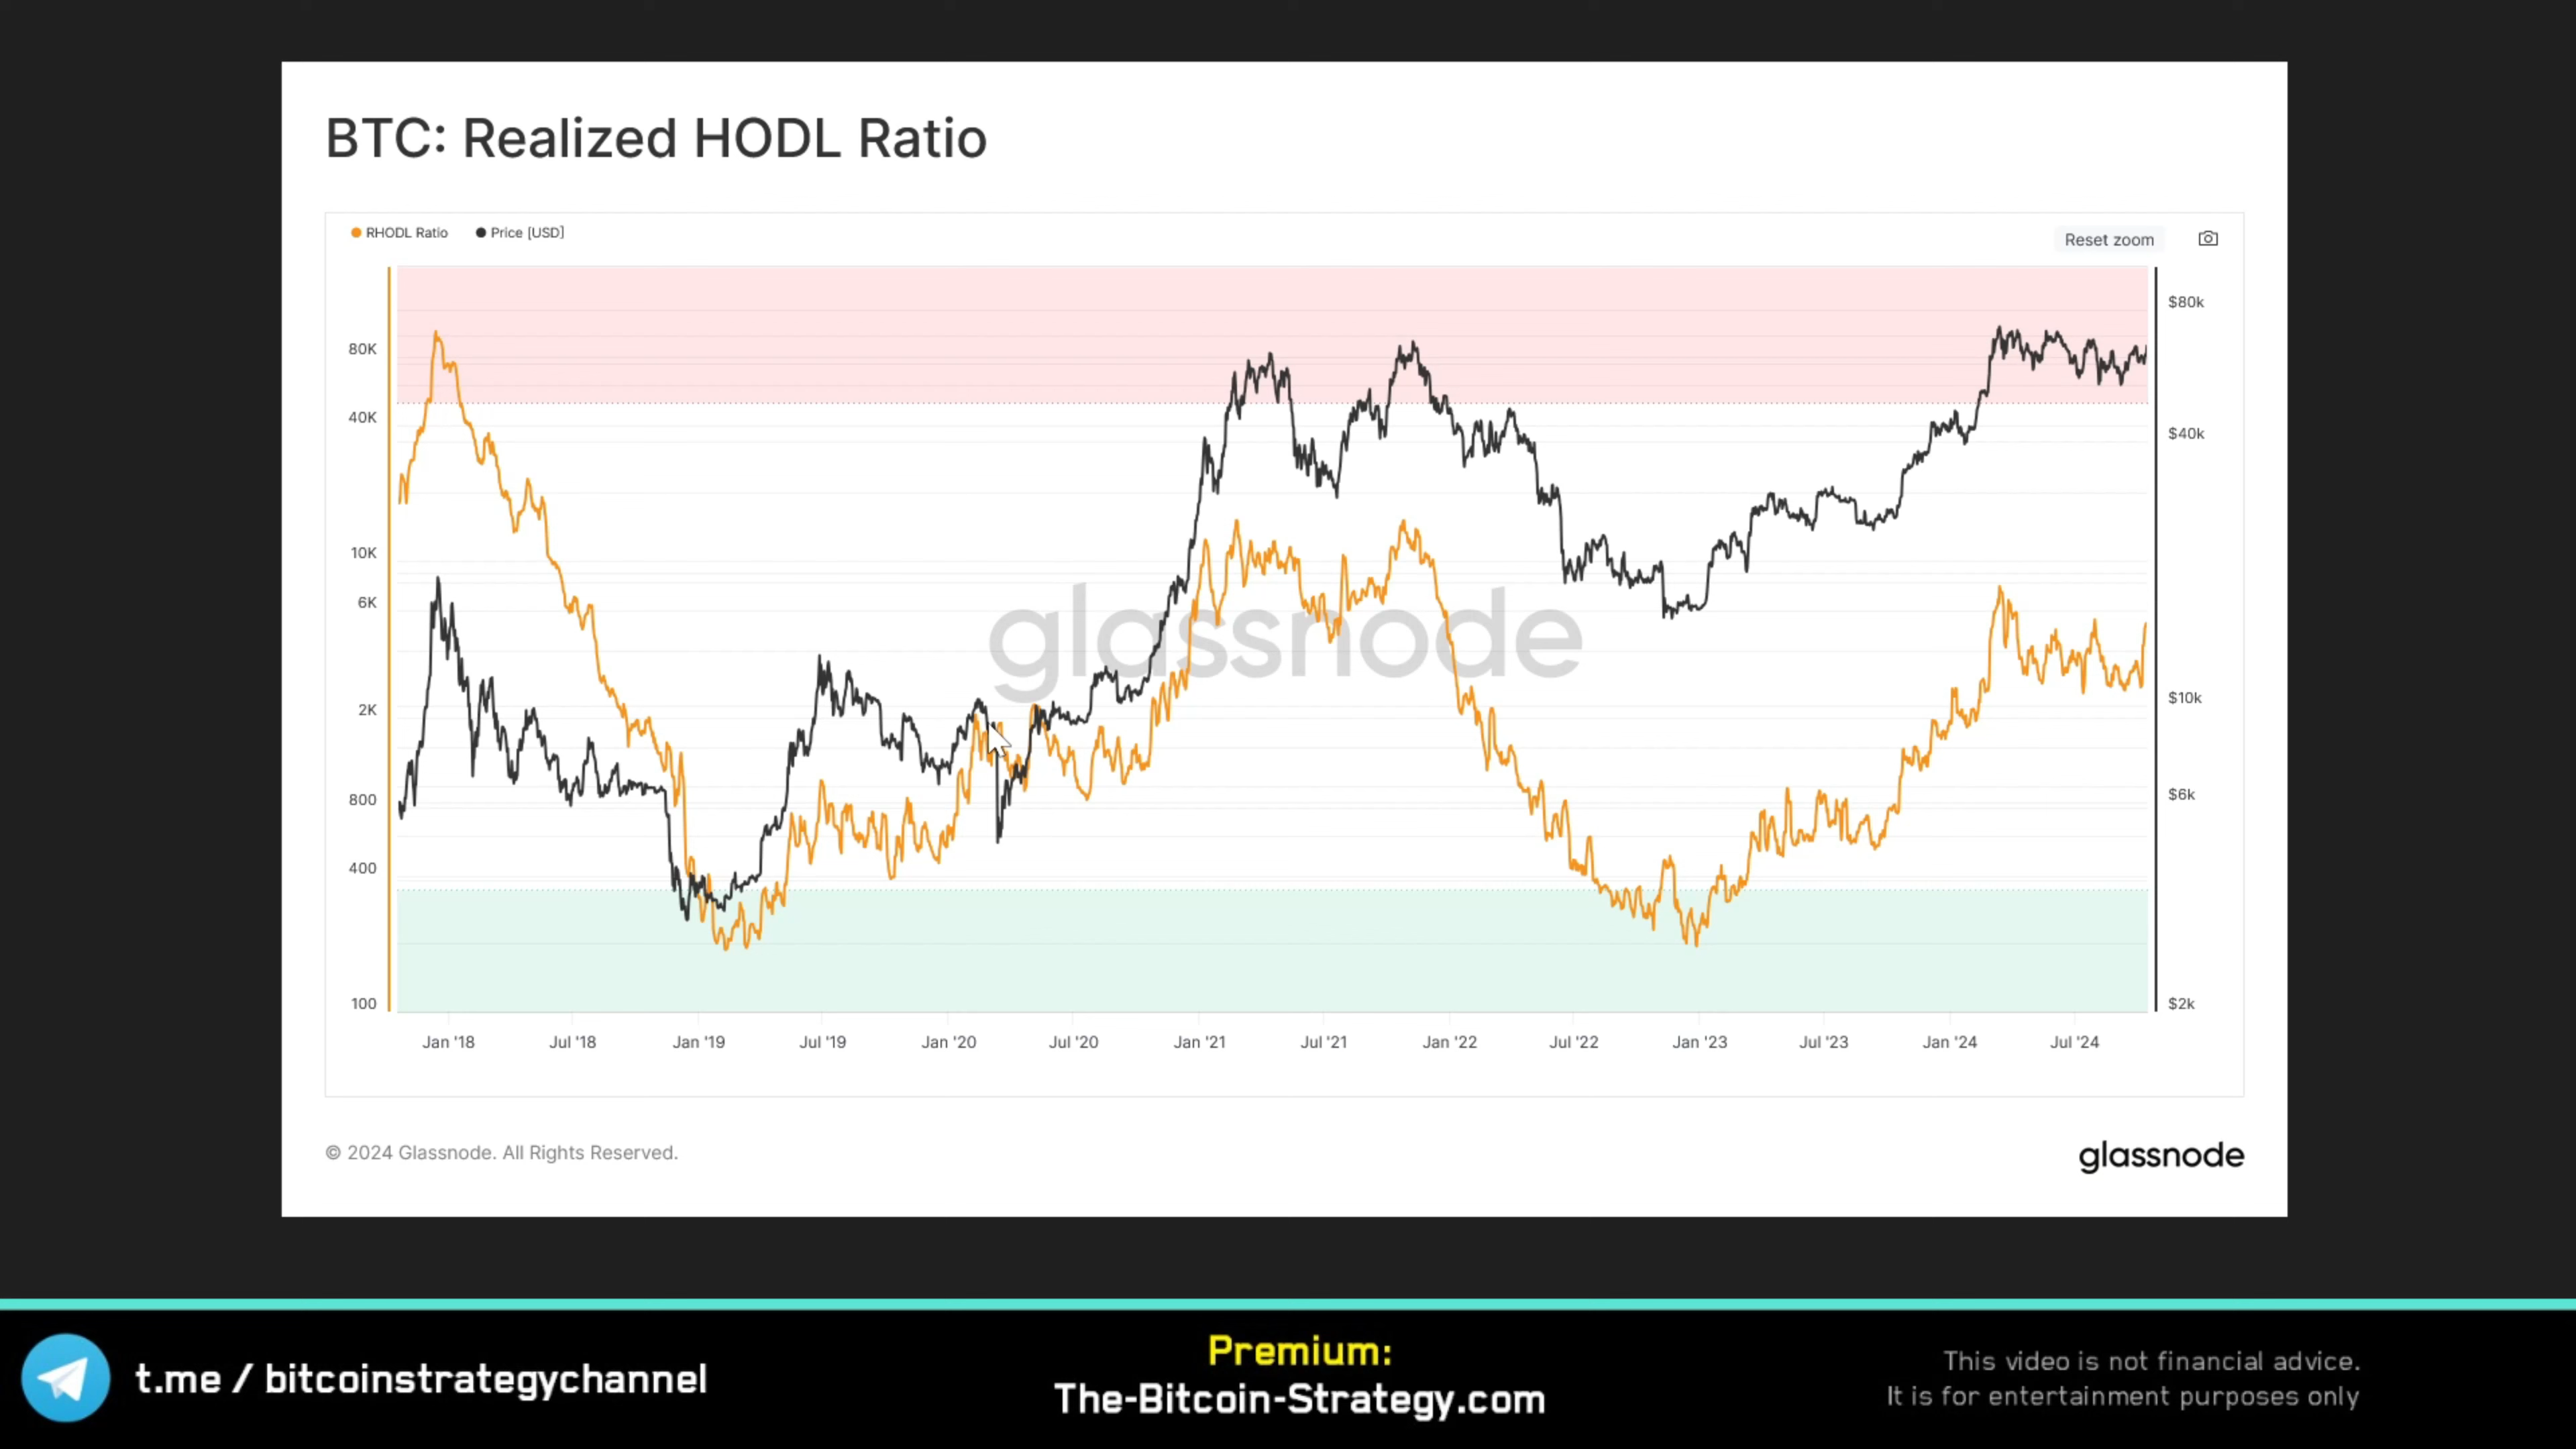 BTC: Realized HODL Ratio
RHODL Ratio Price [USD]
Reset zoom
80K
40K
10K
6K
2K
800
400
100
$80k
$40k
$10k
$6k
$2k
glassnode
Jan '18 Jul '18 Jan '19 Jul '19 Jan '20 Jul '20 Jan '21 Jul '21 Jan '22 Jul '22 Jan '23 Jul '23 Jan '24 Jul '24
© 2024 Glassnode. All Rights Reserved.
glassnode
t.me / bitcoinstrategychannel
Premium:
The-Bitcoin-Strategy.com
This video is not financial advice.
It is for entertainment purposes only